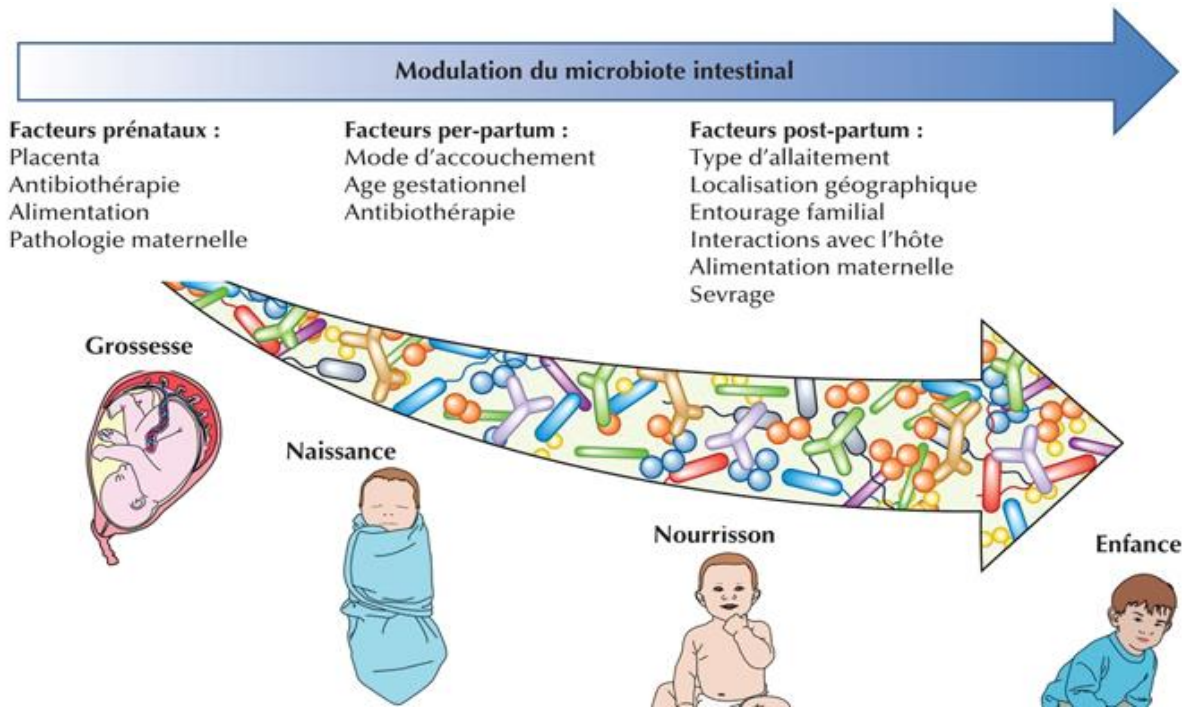 Modulation du microbiote intestinal
Facteurs prénataux :
Placenta
Antibiothérapie
Alimentation
Pathologie maternelle
Facteurs per-partum :
Mode d'accouchement
Age gestationnel
Antibiothérapie
Facteurs post-partum :
Type d'allaitement
Localisation géographique
Entourage familial
Interactions avec l'hôte
Alimentation maternelle
Sevrage
Grossesse
Naissance
Nourrisson
Enfance